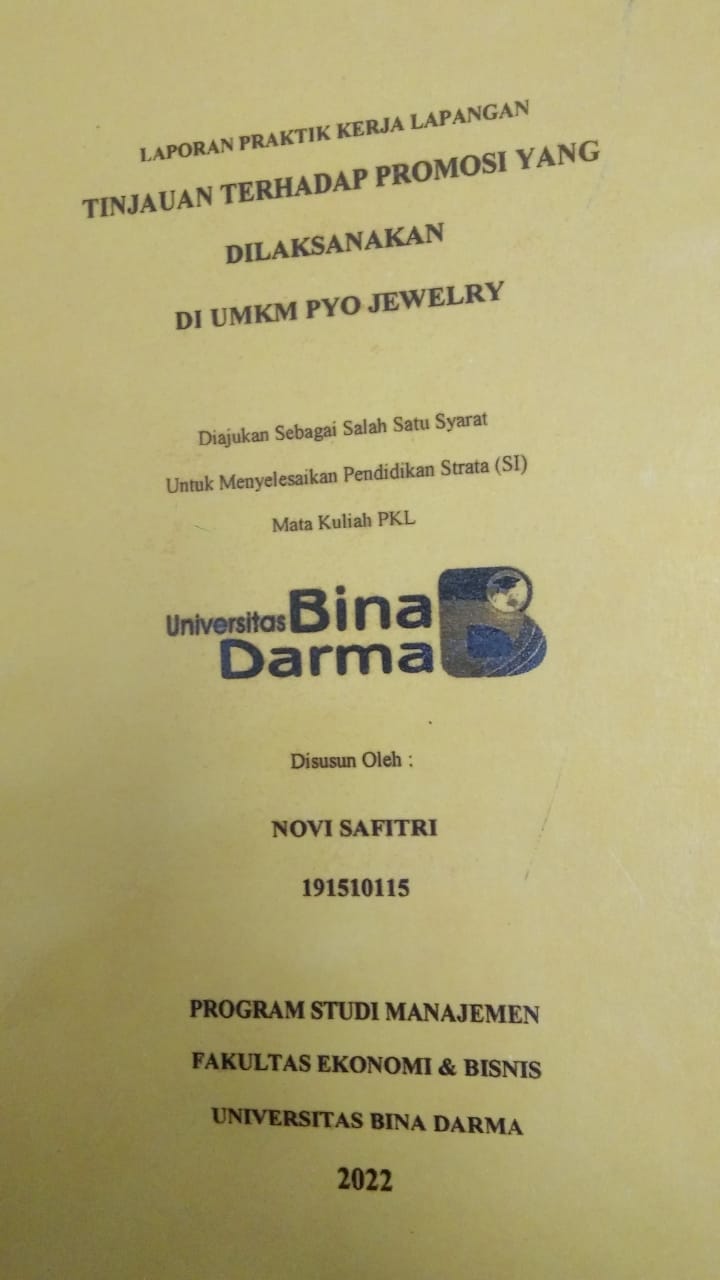 LAPORAN PRAKTIK KERJA LAPANGAN
TINJAUAN TERHADAP PROMOSI YANG
DILAKSANAKAN
DI UMKM PYO JEWELRY
Diajukan Sebagai Salah Satu Syarat
Untuk Menyelesaikan Pendidikan Strata (SI)
Mata Kuliah PKL
Universitas Bina
Darma
Disusun Oleh :
NOVI SAFITRI
191510115
PROGRAM STUDI MANAJEMEN
FAKULTAS EKONOMI & BISNIS
UNIVERSITAS BINA DARMA
2022